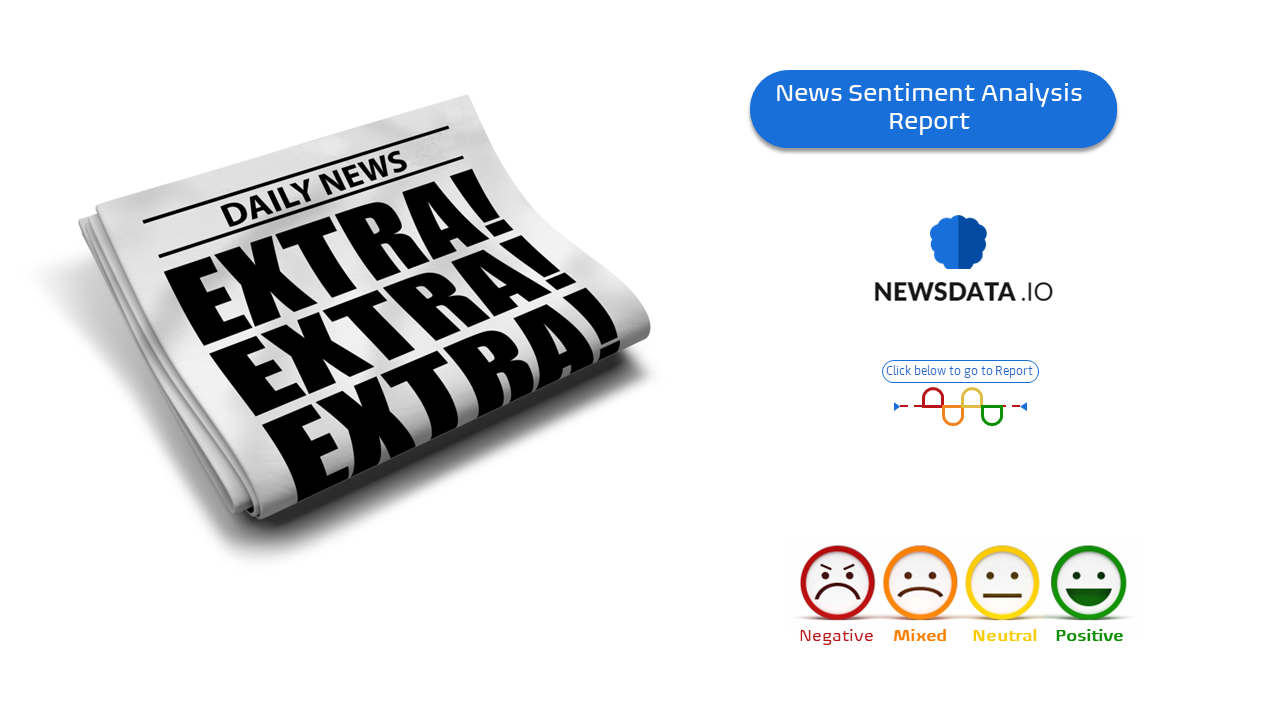 DAILY NEWS
EXTRA!
EXTRA!
EXTRA!
News Sentiment Analysis
Report
NEWSDATA.IO
Click below to go to Report
Negative Mixed Neutral Positive